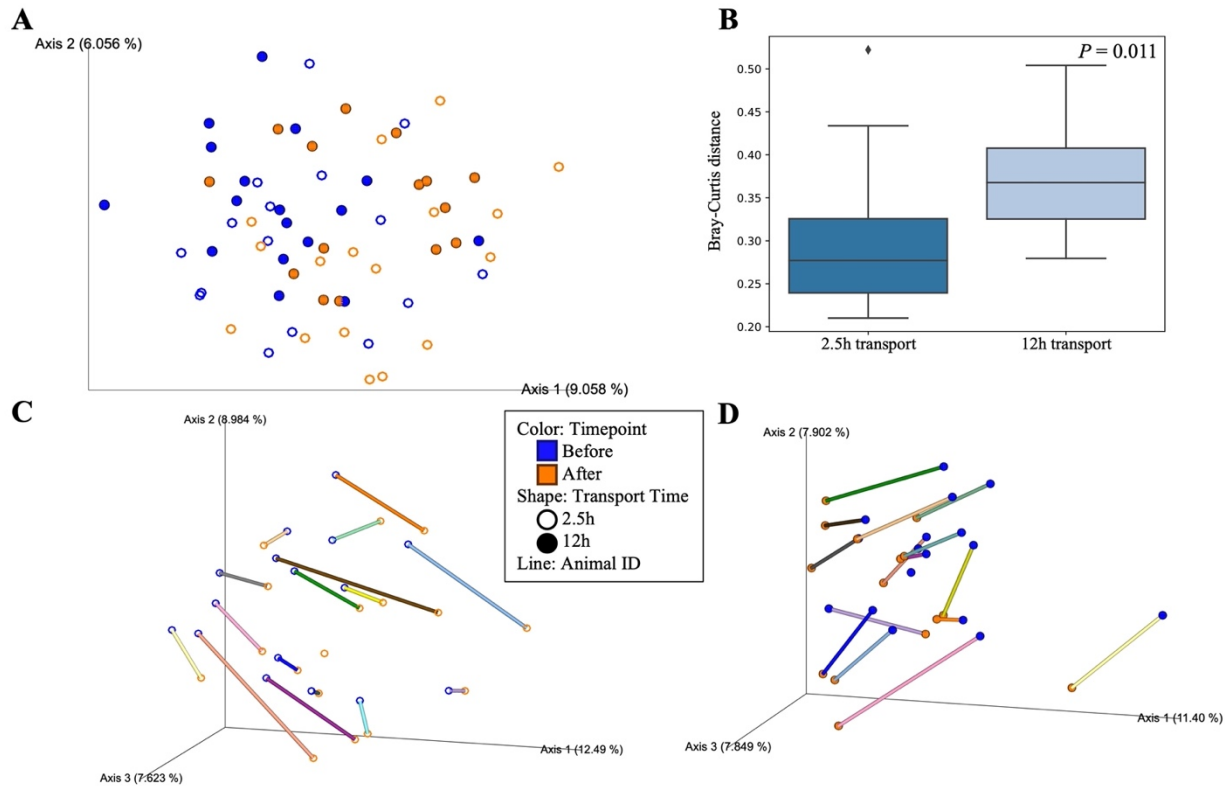 A
Axis 2 (6.056 %)
Axis 1 (9.058 %)
B
P = 0.011
Bray-Curtis distance
0.50
0.45
0.40
0.35
0.30
0.25
0.20
2.5h transport
12h transport
C
Axis 2 (8.984 %)
Axis 1 (12.49 %)
Axis 3 (7.623 %)
Color: Timepoint
Before
After
Shape: Transport Time
2.5h
12h
Line: Animal ID
D
Axis 2 (7.902 %)
Axis 1 (11.40 %)
Axis 3 (7.849 %)